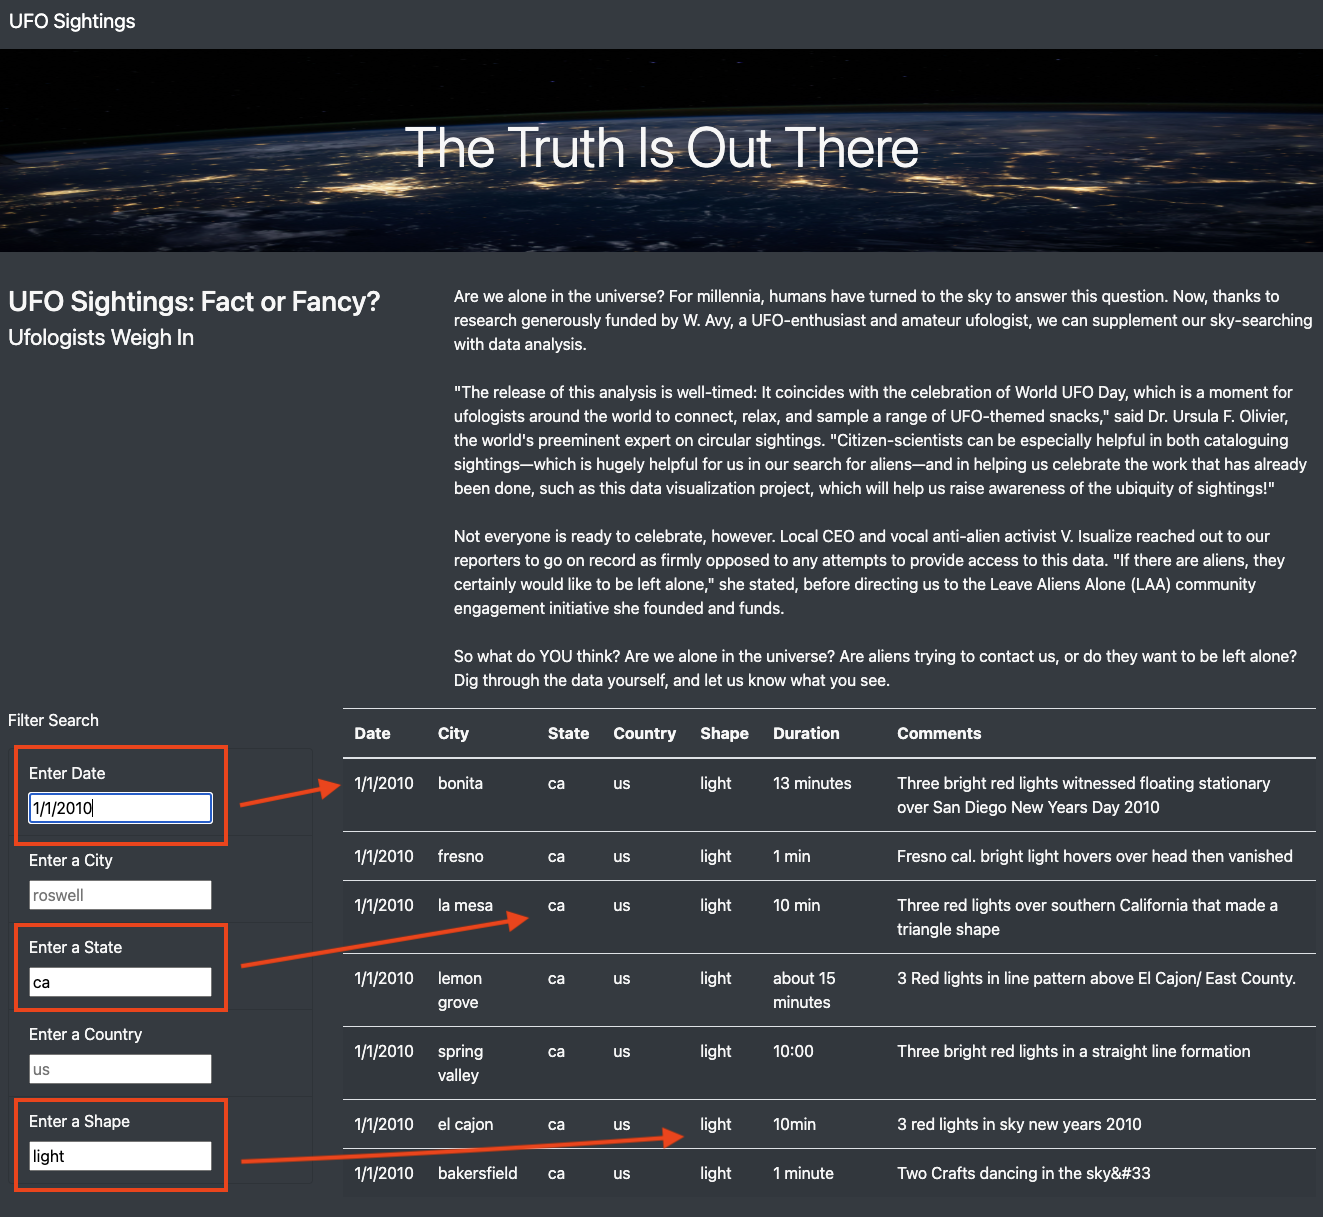 UFO Sightings
The Truth Is Out There
UFO Sightings: Fact or Fancy?
Ufologists Weigh In
Are we alone in the universe? For millennia, humans have turned to the sky to answer this question. Now, thanks to
research generously funded by W. Avy, a UFO-enthusiast and amateur ufologist, we can supplement our sky-searching
with data analysis.
"The release of this analysis is well-timed: It coincides with the celebration of World UFO Day, which is a moment for
ufologists around the world to connect, relax, and sample a range of UFO-themed snacks," said Dr. Ursula F. Olivier,
the world's preeminent expert on circular sightings. "Citizen-scientists can be especially helpful in both cataloguing
sightings—which is hugely helpful for us in our search for aliens—and in helping us celebrate the work that has already
been done, such as this data visualization project, which will help us raise awareness of the ubiquity of sightings!"
Not everyone is ready to celebrate, however. Local CEO and vocal anti-alien activist V. Isualize reached out to our
reporters to go on record as firmly opposed to any attempts to provide access to this data. "If there are aliens, they
certainly would like to be left alone," she stated, before directing us to the Leave Aliens Alone (LAA) community
engagement initiative she founded and funds.
So what do YOU think? Are we alone in the universe? Are aliens trying to contact us, or do they want to be left alone?
Dig through the data yourself, and let us know what you see.
Filter Search
Enter Date
1/1/2010
Enter a City
roswell
Enter a State
ca
Enter a Country
us
Enter a Shape
light
Date City State Country Shape Duration Comments
1/1/2010 bonita ca us light 13 minutes Three bright red lights witnessed floating stationary
over San Diego New Years Day 2010
1/1/2010 fresno ca us light 1 min Fresno cal. bright light hovers over head then vanished
1/1/2010 la mesa ca us light 10 min Three red lights over southern California that made a
triangle shape
1/1/2010 lemon ca us light about 15 3 Red lights in line pattern above El Cajon/ East County.
grove minutes
1/1/2010 spring ca us light 10:00 Three bright red lights in a straight line formation
valley
1/1/2010 el cajon ca us light 10min 3 red lights in sky new years 2010
1/1/2010 bakersfield ca us light 1 minute Two Crafts dancing in the sky&#33